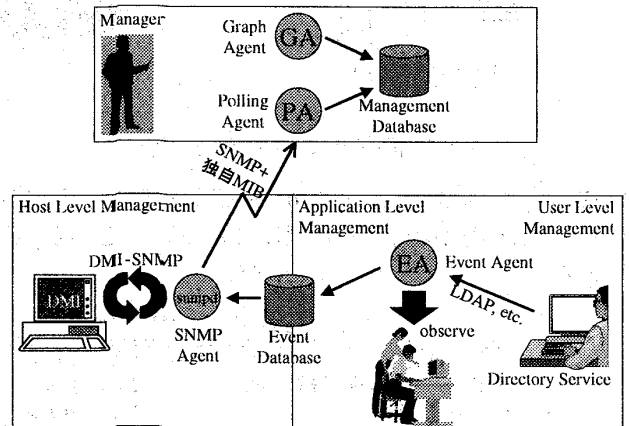 Manager
Graph
Agent
GA
Polling
Agent
PA
Management
Database
SNMP+
独自MIB
Host Level Management
Application Level
Management
User Level
Management
DMI-SNMP
DMI
snmpd
SNMP
Agent
Event
Database
EA
Event Agent
LDAP, etc.
observe
Directory Service